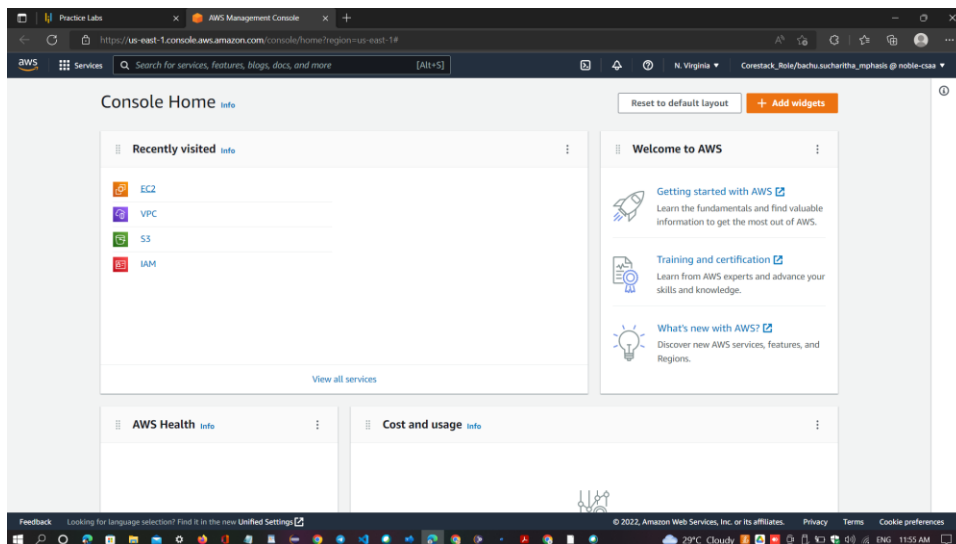 Practice Labs
AWS Management Console
https://us-east-1.console.aws.amazon.com/console/home?region=us-east-1#
aws
Services
Search for services, features, blogs, docs, and more
[Alt+S]
N. Virginia
Corestack_Role/bachu.sucharitha_mphasis @ noble-csaa
Console Home Info
Reset to default layout
+ Add widgets
Recently visited Info
EC2
VPC
S3
IAM
View all services
Welcome to AWS
Getting started with AWS
Learn the fundamentals and find valuable
information to get the most out of AWS.
Training and certification
Learn from AWS experts and advance your
skills and knowledge.
What's new with AWS?
Discover new AWS services, features, and
Regions.
AWS Health Info
Cost and usage Info
Feedback
Looking for language selection? Find it in the new Unified Settings
© 2022, Amazon Web Services, Inc. or its affiliates.
Privacy
Terms
Cookie preferences
29°C Cloudy
ENG
11:55 AM